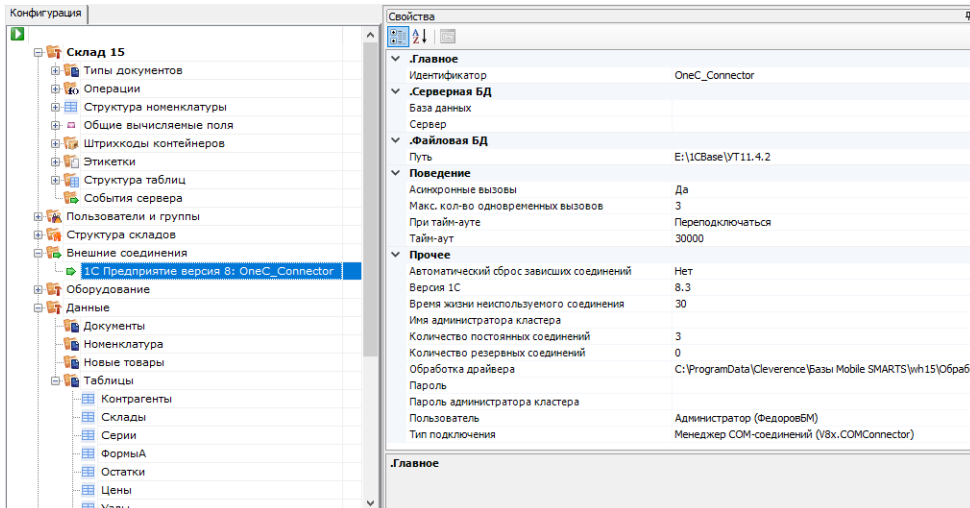 Конфигурация
Склад 15
Типы документов
Операции
Структура номенклатуры
Общие вычисляемые поля
Штрихкоды контейнеров
Этикетки
Структура таблиц
События сервера
Пользователи и группы
Структура складов
Внешние соединения
1С Предприятие версия 8: OneC_Connector
Оборудование
Данные
Документы
Номенклатура
Новые товары
Таблицы
Контрагенты
Склады
Серии
ФормыА
Остатки
Цены
Узлы
Свойства
.Главное
Идентификатор OneC_Connector
.Серверная БД
База данных
Сервер
.Файловая БД
Путь E:\1CBase\УТ11.4.2
Поведение
Асинхронные вызовы Да
Макс. кол-во одновременных вызовов 3
При тайм-ауте Переподключаться
Тайм-аут 30000
Прочее
Автоматический сброс зависших соединений Нет
Версия 1С 8.3
Время жизни неиспользуемого соединения 30
Имя администратора кластера
Количество постоянных соединений 3
Количество резервных соединений 0
Обработка драйвера C:\ProgramData\Cleverence\Базы Mobile SMARTS\wh15\Обраб
Пароль
Пароль администратора кластера
Пользователь Администратор (ФедоровБМ)
Тип подключения Менеджер COM-соединений (V8x.COMConnector)
.Главное